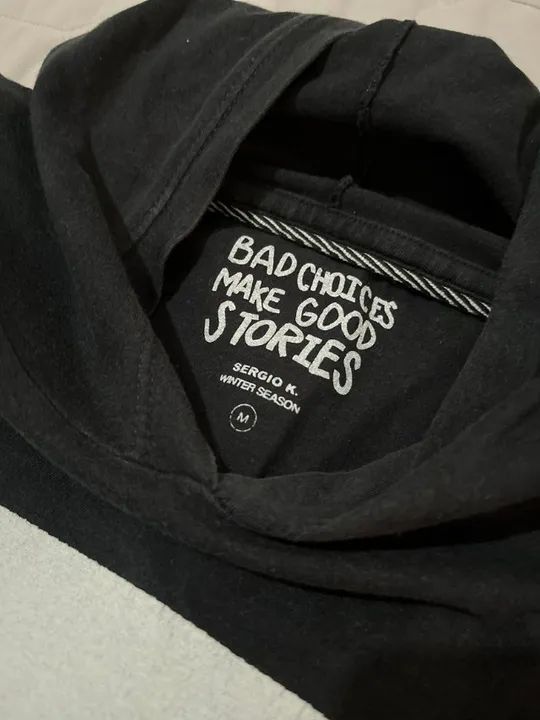 BAD CHOICES
MAKE GOOD
STORIES
SERGIO K.
WINTER SEASON
M